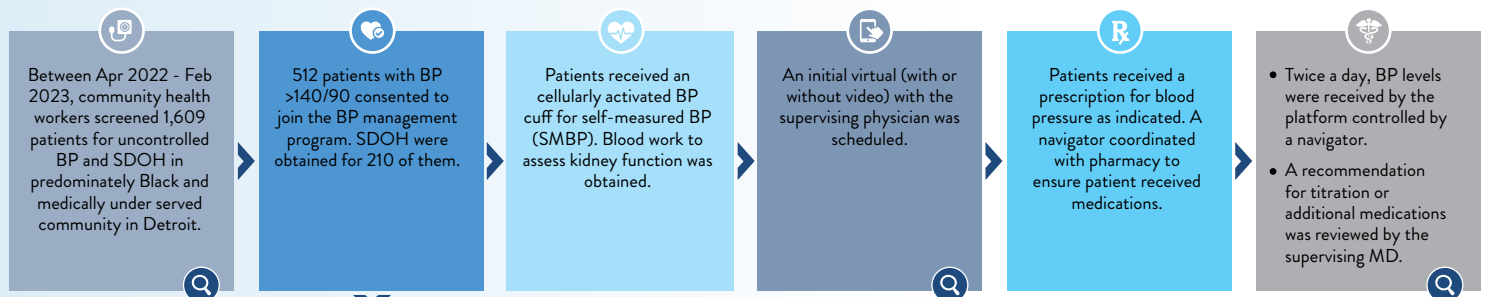 Between Apr 2022 - Feb
2023, community health
workers screened 1,609
patients for uncontrolled
BP and SDOH in
predominately Black and
medically under served
community in Detroit.
512 patients with BP
>140/90 consented to
join the BP management
program. SDOH were
obtained for 210 of them.
Patients received an
cellularly activated BP
cuff for self-measured BP
(SMBP). Blood work to
assess kidney function was
obtained.
An initial virtual (with or
without video) with the
supervising physician was
scheduled.
Rx
Patients received a
prescription for blood
pressure as indicated. A
navigator coordinated
with pharmacy to
ensure patient received
medications.
• Twice a day, BP levels
were received by the
platform controlled by
a navigator.
• A recommendation
for titration or
additional medications
was reviewed by the
supervising MD.